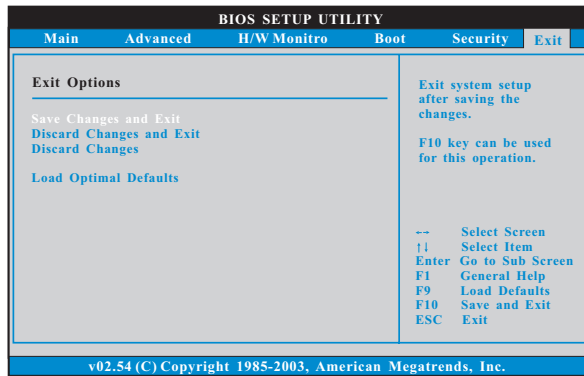 BIOS SETUP UTILITY
Main Advanced H/W Monitro Boot Security Exit
Exit Options
Save Changes and Exit
Discard Changes and Exit
Discard Changes
Load Optimal Defaults
Exit system setup
after saving the
changes.
F10 key can be used
for this operation.
←→ Select Screen
↑↓ Select Item
Enter Go to Sub Screen
F1 General Help
F9 Load Defaults
F10 Save and Exit
ESC Exit
v02.54 (C) Copyright 1985-2003, American Megatrends, Inc.